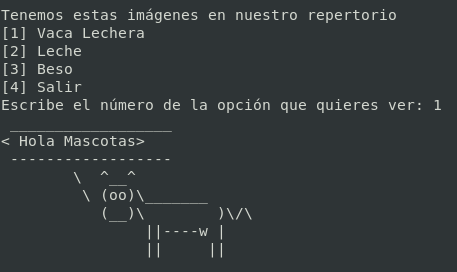 Tenemos estas imágenes en nuestro repertorio
[1] Vaca Lechera
[2] Leche
[3] Beso
[4] Salir
Escribe el número de la opción que quieres ver: 1
 __________________
< Hola Mascotas>
 ------------------
        \  ^__^
         \ (oo)\_______
           (__)\        )\/\
                ||----w |
                ||     ||